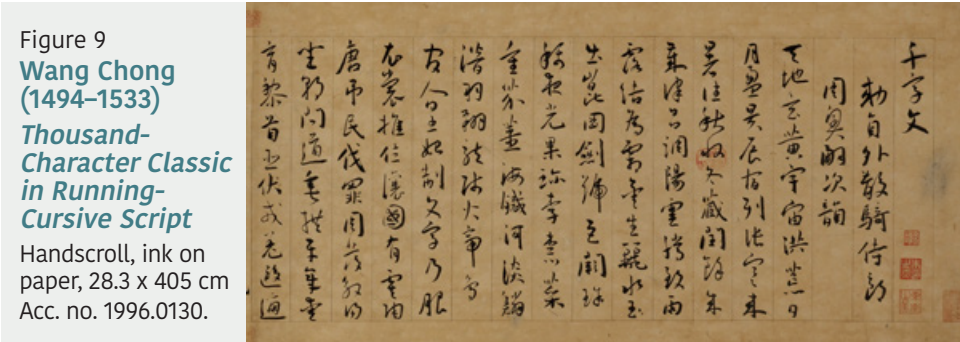 Figure 9
Wang Chong
(1494–1533)
Thousand-
Character Classic
in Running-
Cursive Script
Handscroll, ink on
paper, 28.3 x 405 cm
Acc. no. 1996.0130.
千字文
勅員外散騎侍郎
周興嗣次韻
天地玄黃宇宙洪荒日
月盈昃辰宿列張寒來
暑往秋收冬藏閏餘成
歲律呂調陽雲騰致雨
露結為霜金生麗水玉
出崑岡劍號巨闕珠
稱夜光果珍李柰菜
重芥薑海鹹河淡鱗
潛羽翔龍師火帝鳥
官人皇始制文字乃服
衣裳推位讓國有虞陶
唐弔民伐罪周發殷湯
坐朝問道垂拱平章愛
育黎首臣伏戎羌遐邇